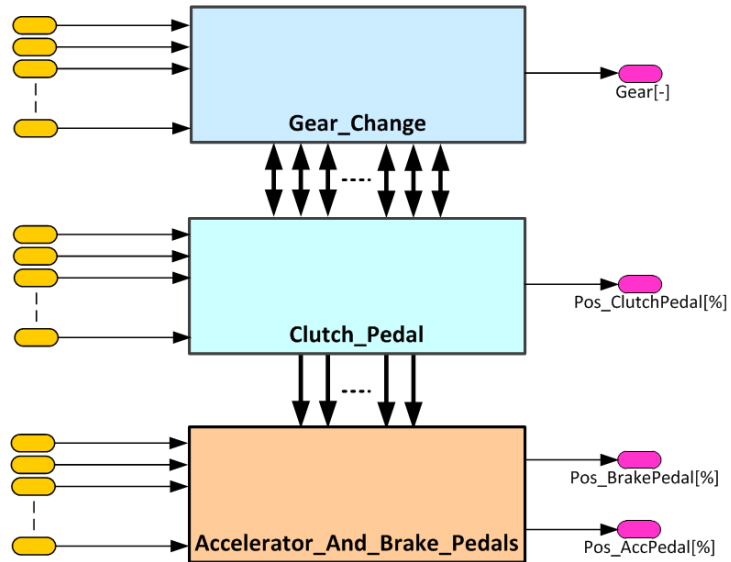 Gear[-]
Gear_Change
Pos_ClutchPedal[%]
Clutch_Pedal
Pos_BrakePedal[%]
Accelerator_And_Brake_Pedals
Pos_AccPedal[%]